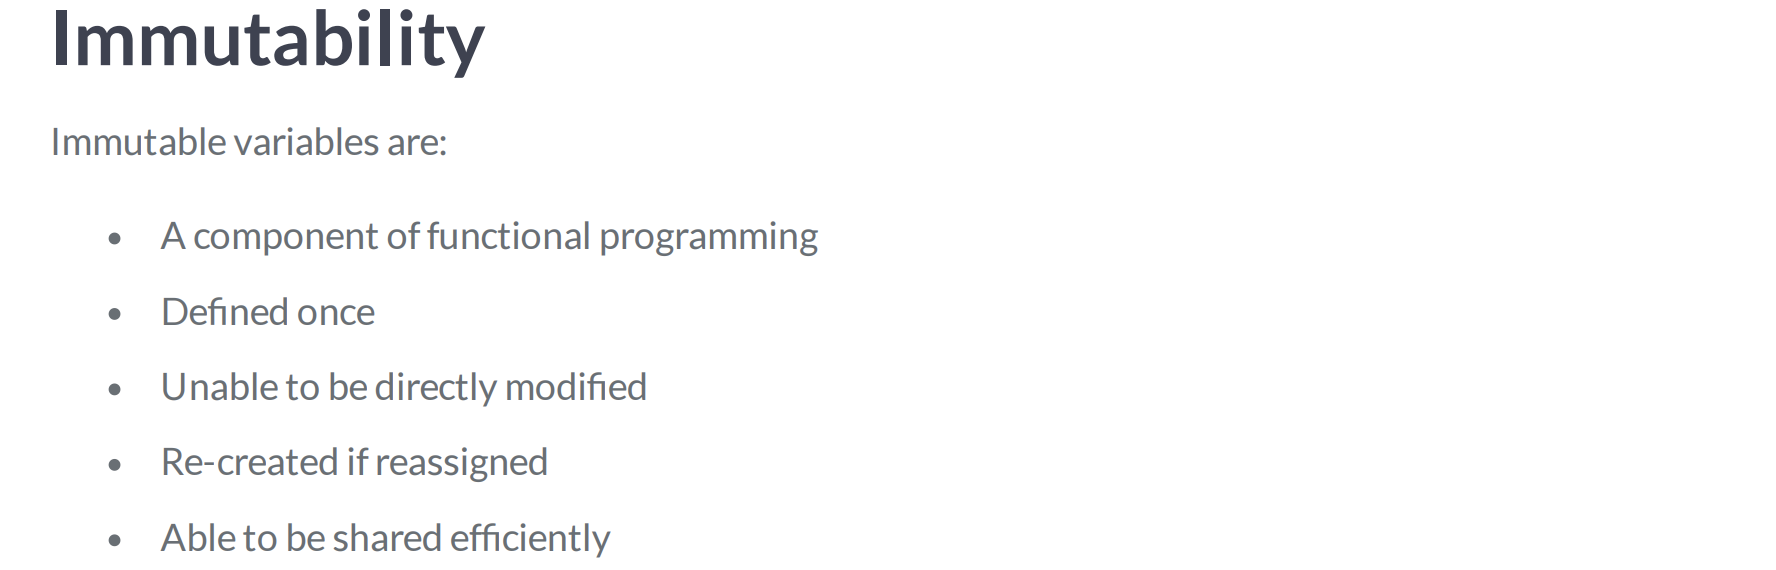 Immutability
Immutable variables are:
• A component of functional programming
• Defined once
• Unable to be directly modified
• Re-created if reassigned
• Able to be shared efficiently